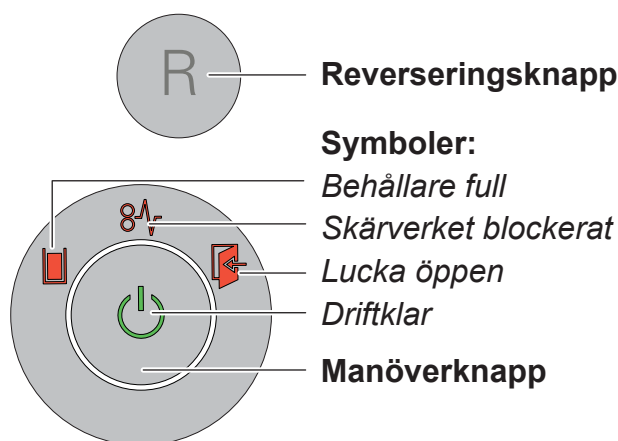 R
Reverseringsknapp
Symboler:
Behållare full
Skärverket blockerat
Lucka öppen
Driftklar
Manöverknapp